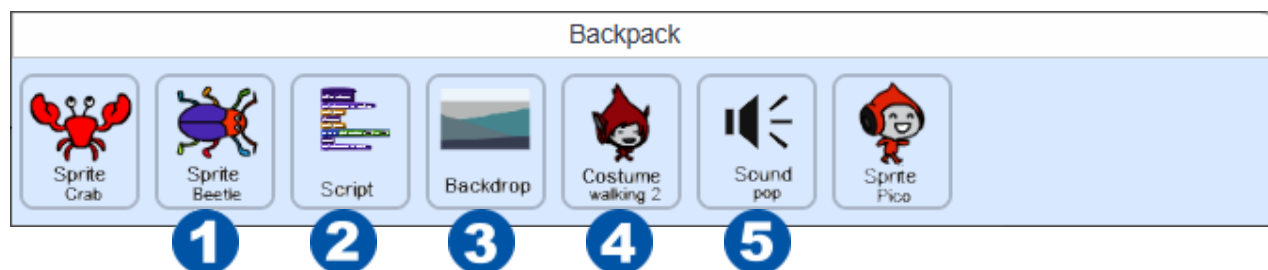 Backpack
Sprite
Crab
Sprite
Beetle
Script
Backdrop
Costume
walking 2
Sound
pop
Sprite
Pico
1 2 3 4 5